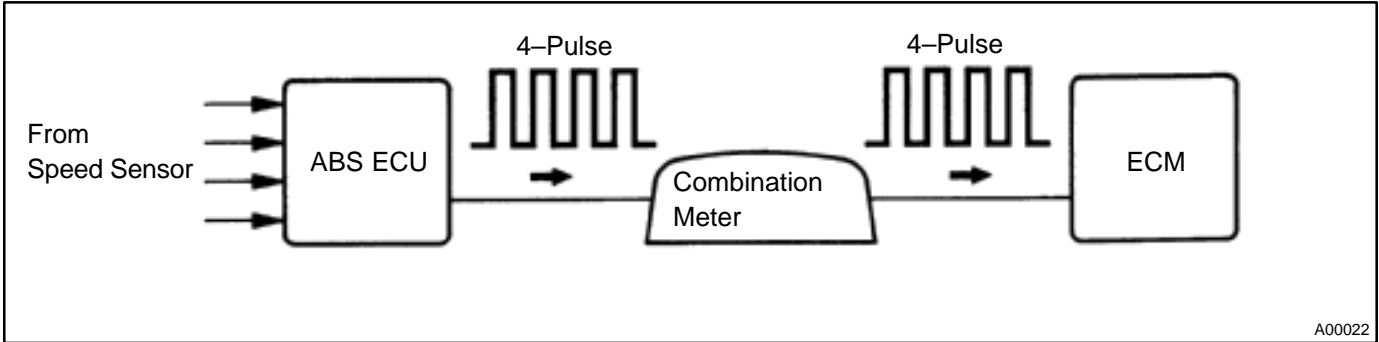 4–Pulse
4–Pulse
From
Speed Sensor
ABS ECU
Combination
Meter
ECM
A00022